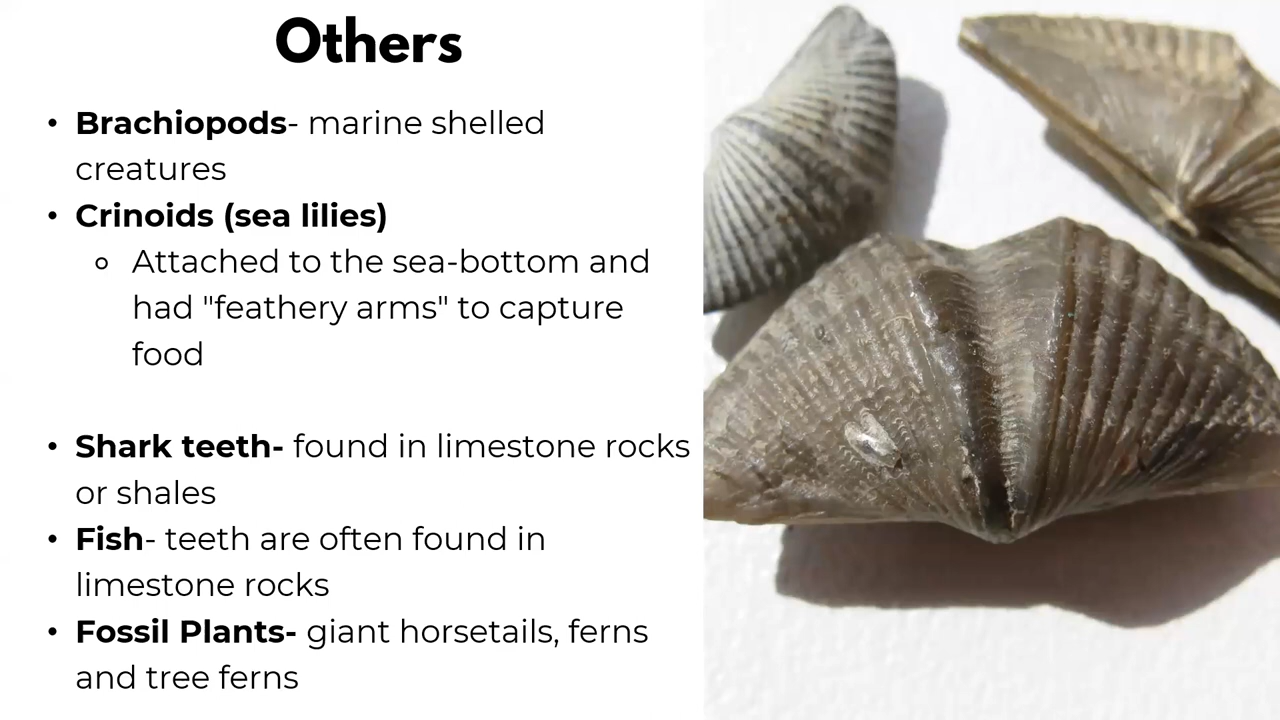 Others
• Brachiopods- marine shelled
creatures
• Crinoids (sea lilies)
○ Attached to the sea-bottom and
had "feathery arms" to capture
food
• Shark teeth- found in limestone rocks
or shales
• Fish- teeth are often found in
limestone rocks
• Fossil Plants- giant horsetails, ferns
and tree ferns